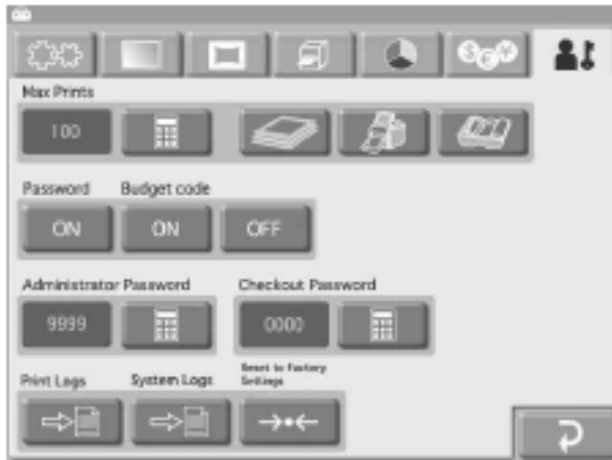 Max Prints
100
Password Budget code
ON ON OFF
Administrator Password Checkout Password
9999 0000
Print Logs System Logs Reset to Factory
Settings